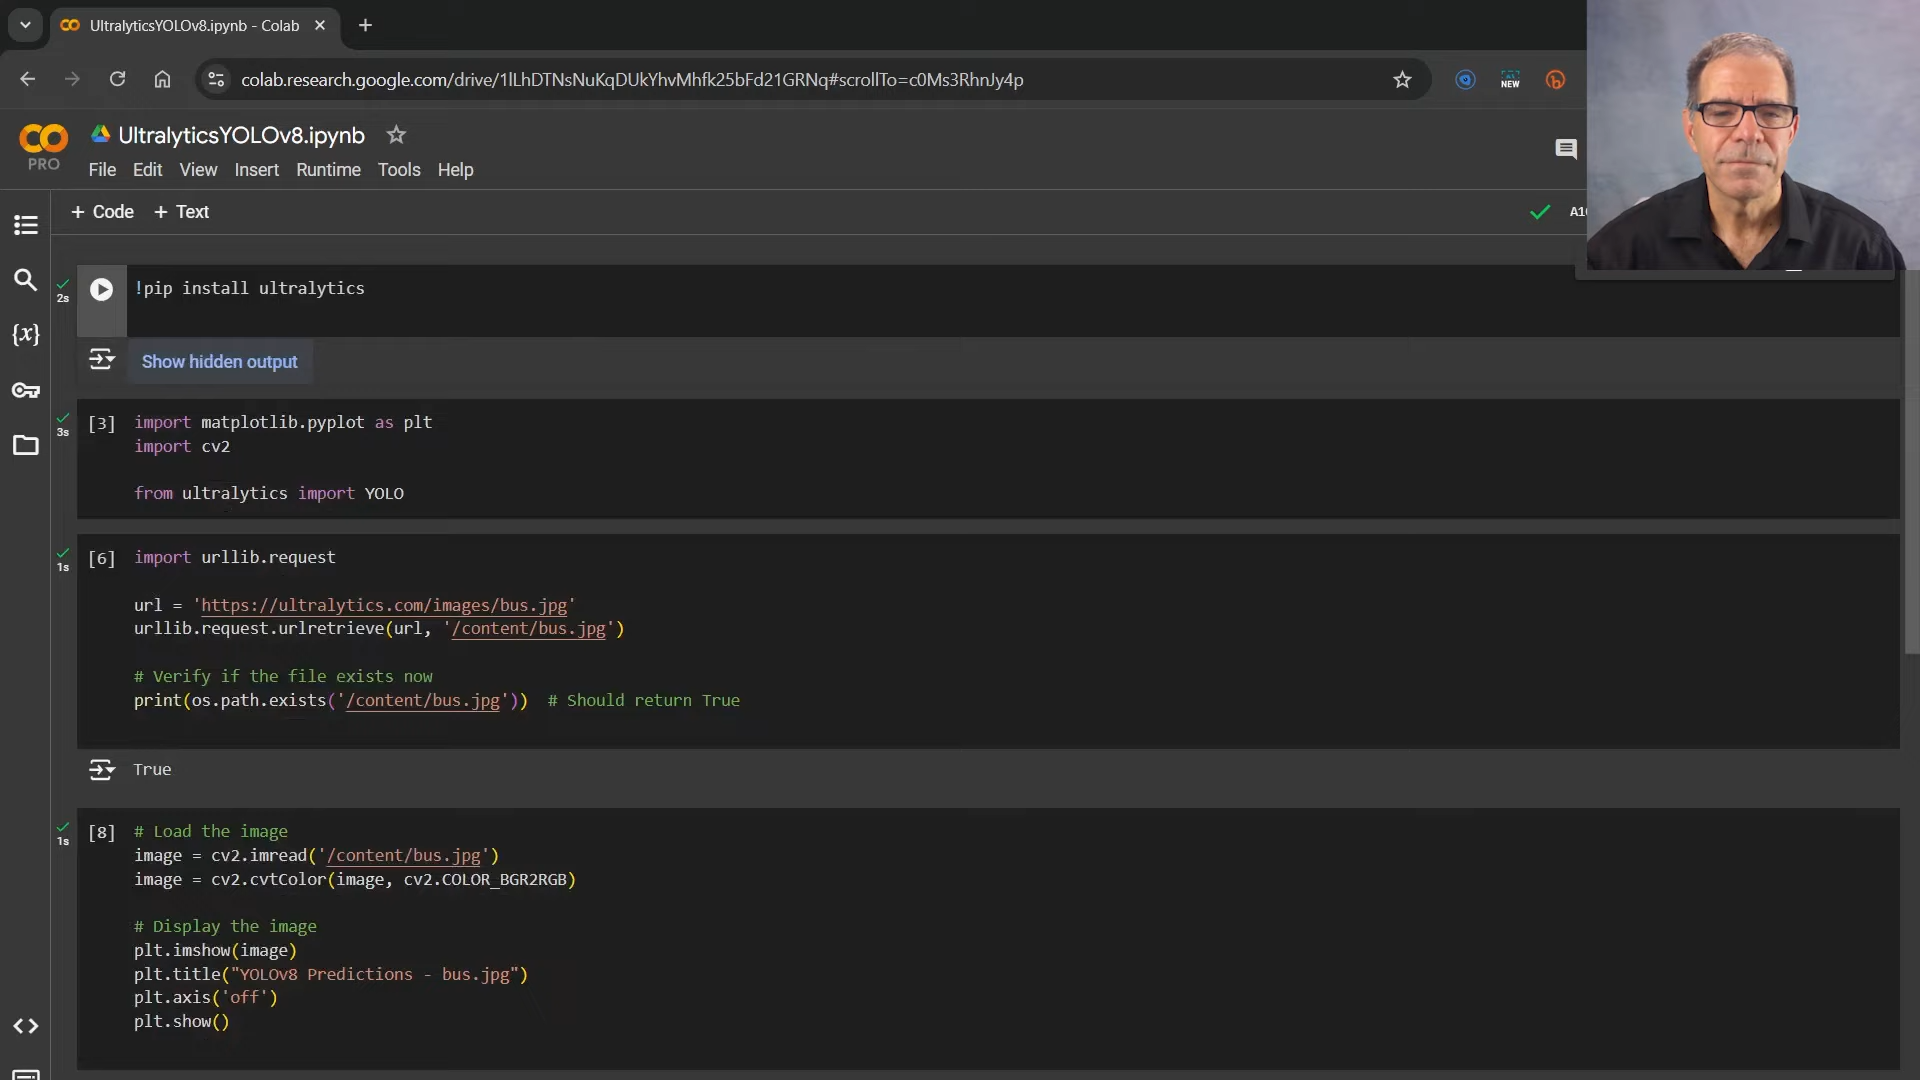 UltralyticsYOLOv8.ipynb - Colab
colab.research.google.com/drive/1lLhDTNsNuKqDUkYhvMhfk25bFd21GRNq#scrollTo=c0Ms3RhnJy4p
NEW
UltralyticsYOLOv8.ipynb
PRO
File Edit View Insert Runtime Tools Help
+ Code + Text
2s
!pip install ultralytics
Show hidden output
3s
[3] import matplotlib.pyplot as plt
import cv2
from ultralytics import YOLO
1s
[6] import urllib.request
url = 'https://ultralytics.com/images/bus.jpg'
urllib.request.urlretrieve(url, '/content/bus.jpg')
# Verify if the file exists now
print(os.path.exists('/content/bus.jpg'))  # Should return True
True
1s
[8] # Load the image
image = cv2.imread('/content/bus.jpg')
image = cv2.cvtColor(image, cv2.COLOR_BGR2RGB)
# Display the image
plt.imshow(image)
plt.title("YOLOv8 Predictions - bus.jpg")
plt.axis('off')
plt.show()